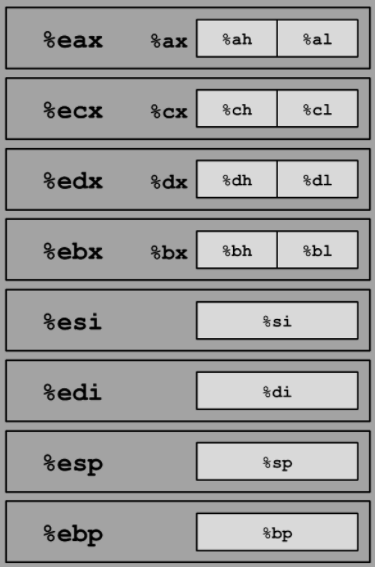 %eax %ax %ah %al
%ecx %cx %ch %cl
%edx %dx %dh %dl
%ebx %bx %bh %bl
%esi %si
%edi %di
%esp %sp
%ebp %bp